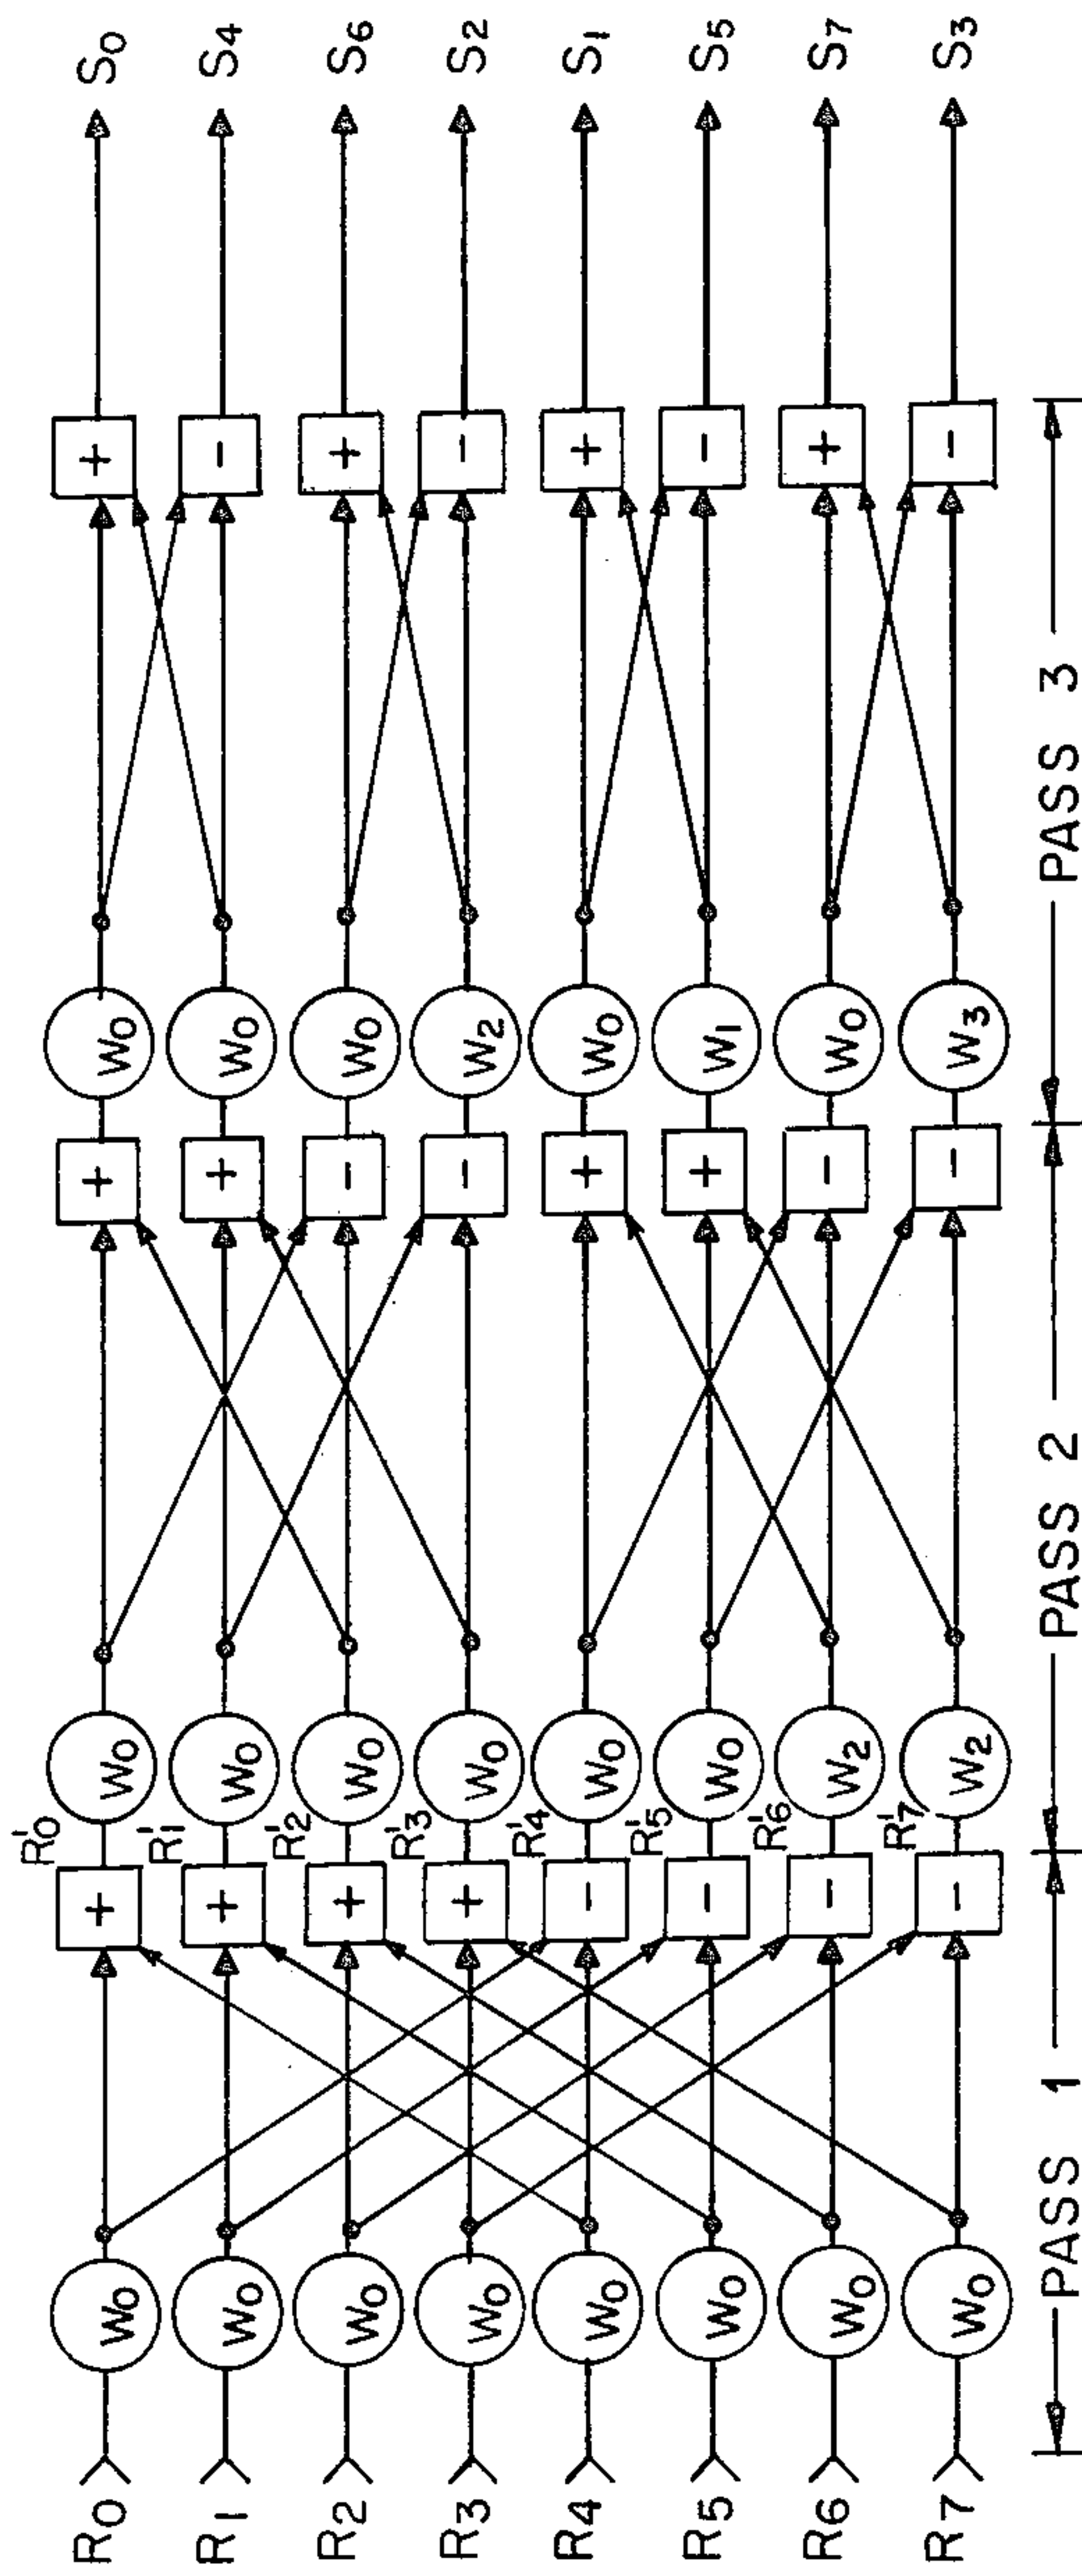 R0 W0 + R'0 W0 + W0 + S0
R1 W0 + R'1 W0 + W0 - S4
R2 W0 + R'2 W0 - W0 + S6
R3 W0 + R'3 W0 - W2 - S2
R4 W0 - R'4 W0 + W0 + S1
R5 W0 - R'5 W0 + W1 - S5
R6 W0 - R'6 W2 - W0 + S7
R7 W0 - R'7 W2 - W3 - S3
PASS 1 PASS 2 PASS 3